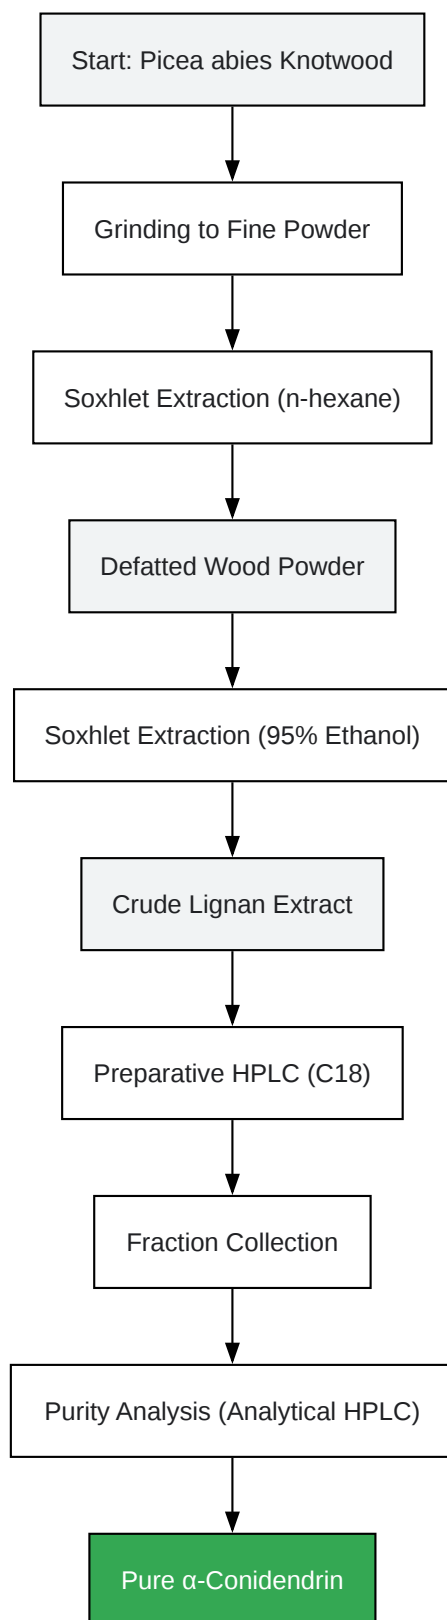 Start: Picea abies Knotwood
Grinding to Fine Powder
Soxhlet Extraction (n-hexane)
Defatted Wood Powder
Soxhlet Extraction (95% Ethanol)
Crude Lignan Extract
Preparative HPLC (C18)
Fraction Collection
Purity Analysis (Analytical HPLC)
Pure α-Conidendrin